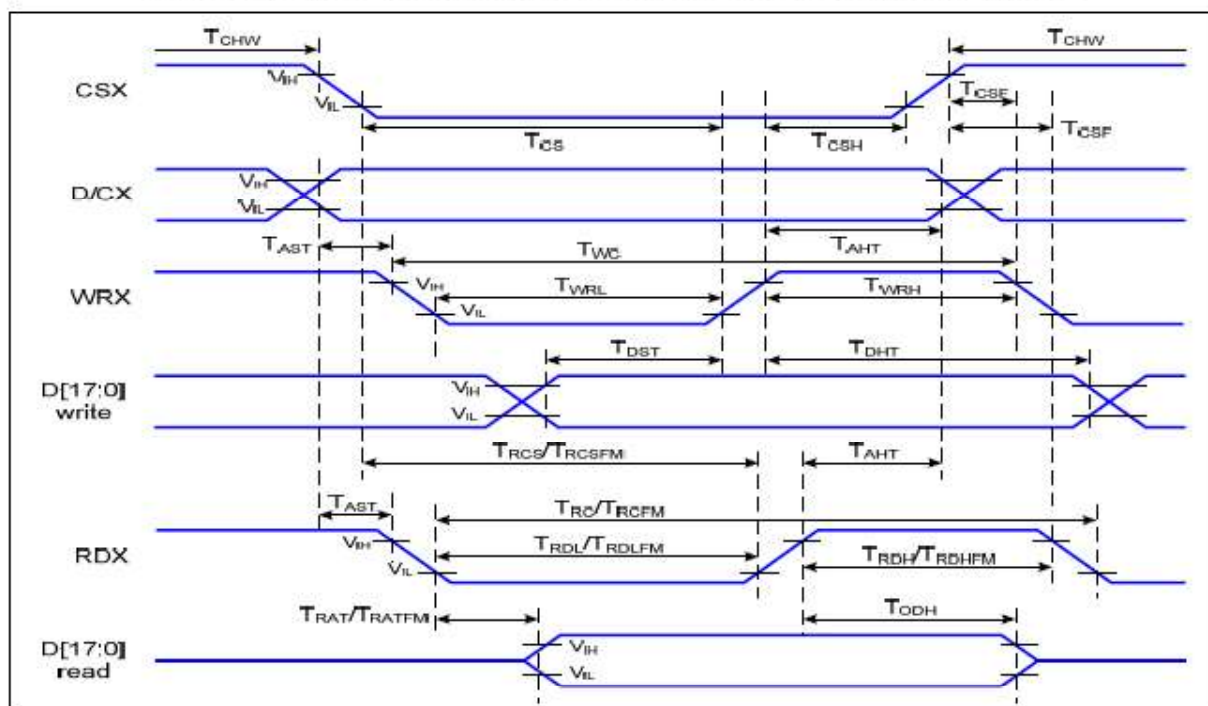 TCHW TCHW
CSX VIH VIL TCSF
TCS TCSH TCSF
D/CX VIH VIL
TAST TWC TAHT
WRX VIH VIL TWRL TWRH
TDST TDHT
D[17:0] VIH
write VIL
TRCS/TRCSFM TAHT
TAST TRC/TRCFM
RDX VIH VIL TRDL/TRDLFM TRDH/TRDHFM
TRAT/TRATFM TODH
D[17:0] VIH
read VIL